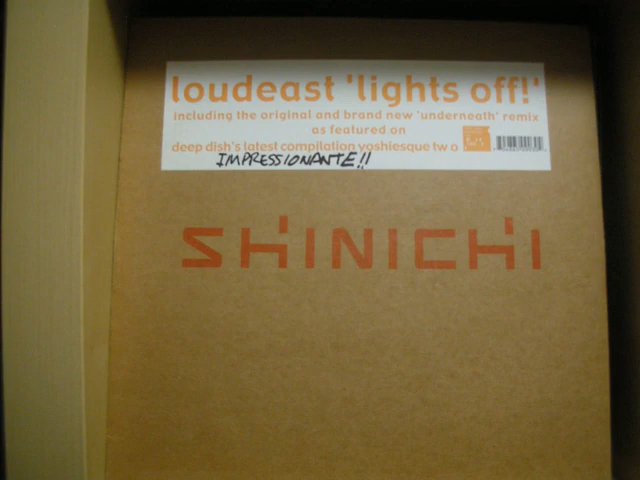 loudeast 'lights off!'
including the original and brand new 'underneath' remix
as featured on
deep dish's latest compilation yoshiesque two
IMPRESSIONANTE!!
SHINICHI